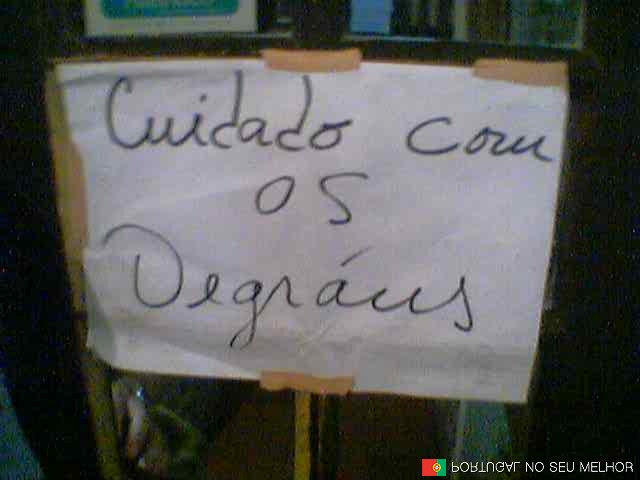 Cuidado com
os
Degráus
PORTUGAL NO SEU MELHOR